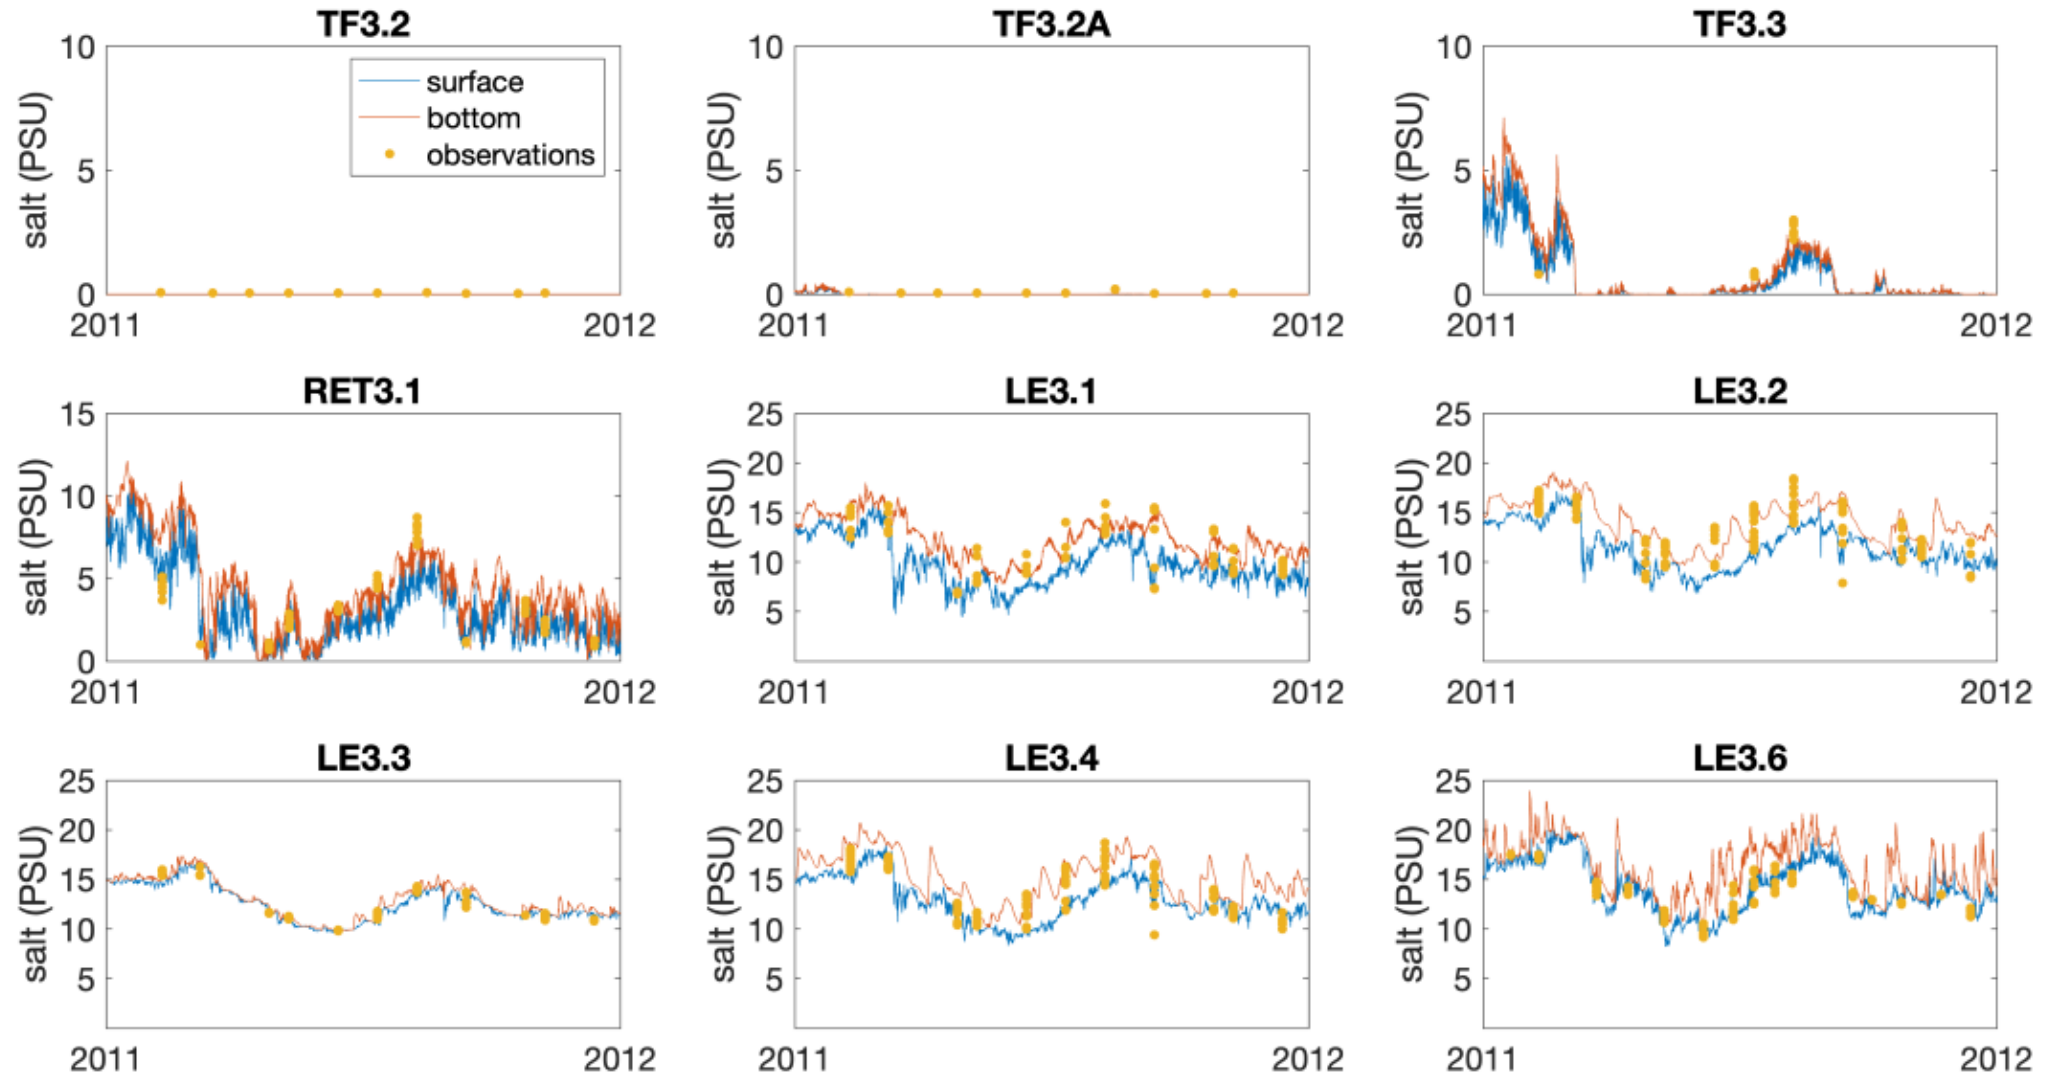 TF3.2
TF3.2A
TF3.3
10
5
0
salt (PSU)
surface
bottom
observations
2011
2012
10
5
0
salt (PSU)
2011
2012
10
5
0
salt (PSU)
2011
2012
RET3.1
LE3.1
LE3.2
15
10
5
0
salt (PSU)
2011
2012
25
20
15
10
5
salt (PSU)
2011
2012
25
20
15
10
5
salt (PSU)
2011
2012
LE3.3
LE3.4
LE3.6
25
20
15
10
5
salt (PSU)
2011
2012
25
20
15
10
5
salt (PSU)
2011
2012
25
20
15
10
5
salt (PSU)
2011
2012